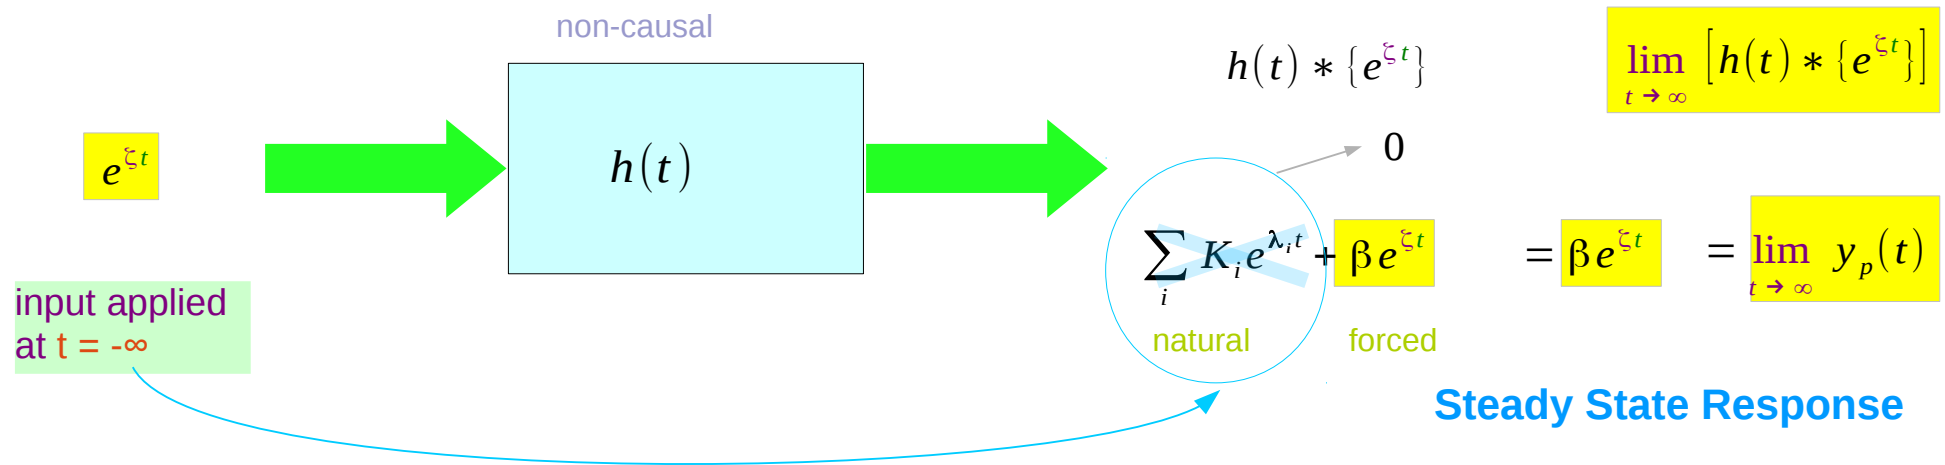 non-causal
e^{ζt}
h(t)
input applied
at t = -∞
h(t) ∗ {e^{ζt}}
0
∑_i K_i e^{λ_i t} + β e^{ζt}
natural
forced
= β e^{ζt}
lim_{t → ∞} [h(t) ∗ {e^{ζt}}]
= lim_{t → ∞} y_p(t)
Steady State Response